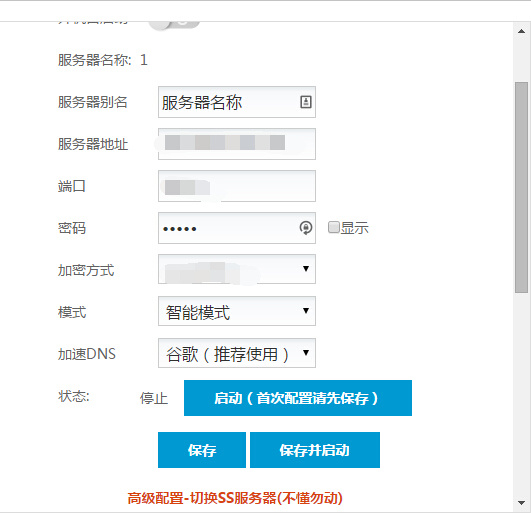 服务器名称: 1
服务器别名 服务器名称
服务器地址
端口
密码 ••••• 显示
加密方式
模式 智能模式
加速DNS 谷歌（推荐使用）
状态: 停止 启动（首次配置请先保存）
保存 保存并启动
高级配置-切换SS服务器(不懂勿动)